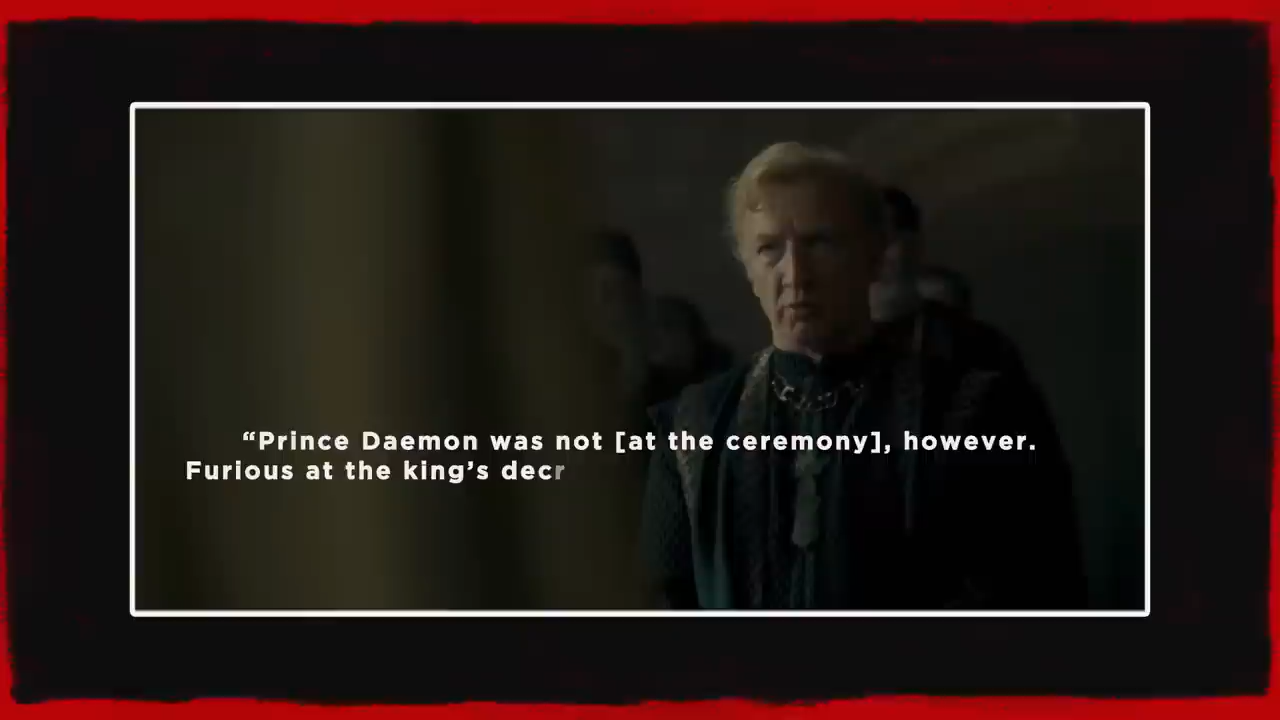 “Prince Daemon was not [at the ceremony], however.
Furious at the king’s decr